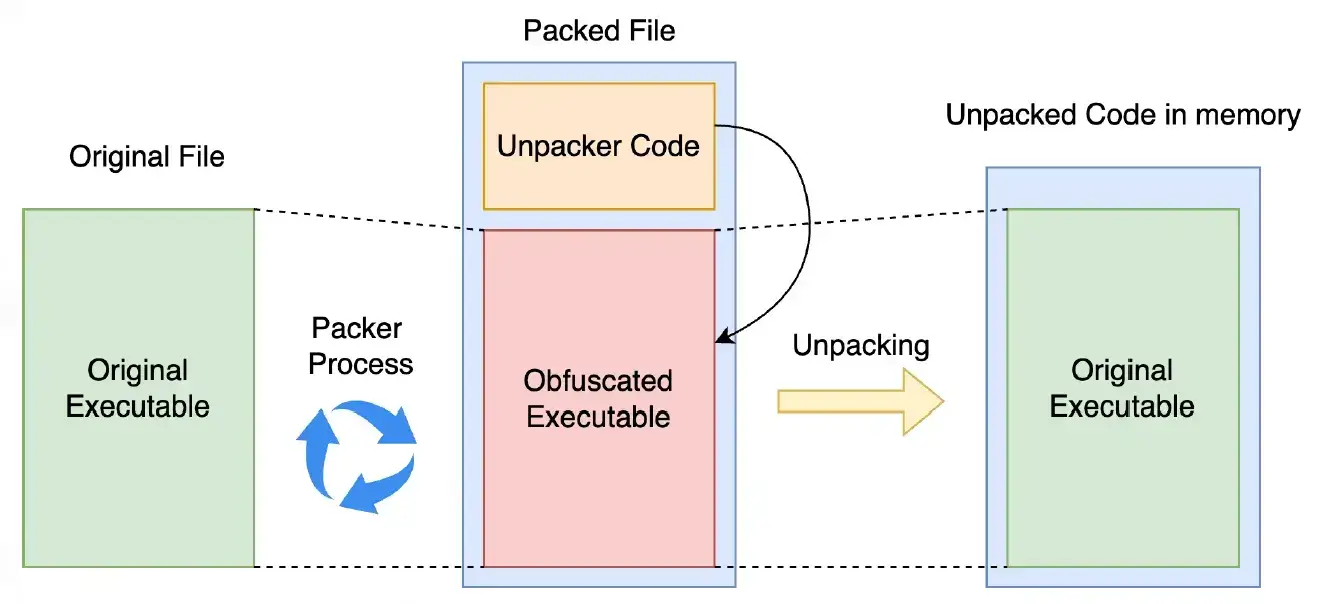 Original File
Original
Executable
Packer
Process
Packed File
Unpacker Code
Obfuscated
Executable
Unpacking
Unpacked Code in memory
Original
Executable